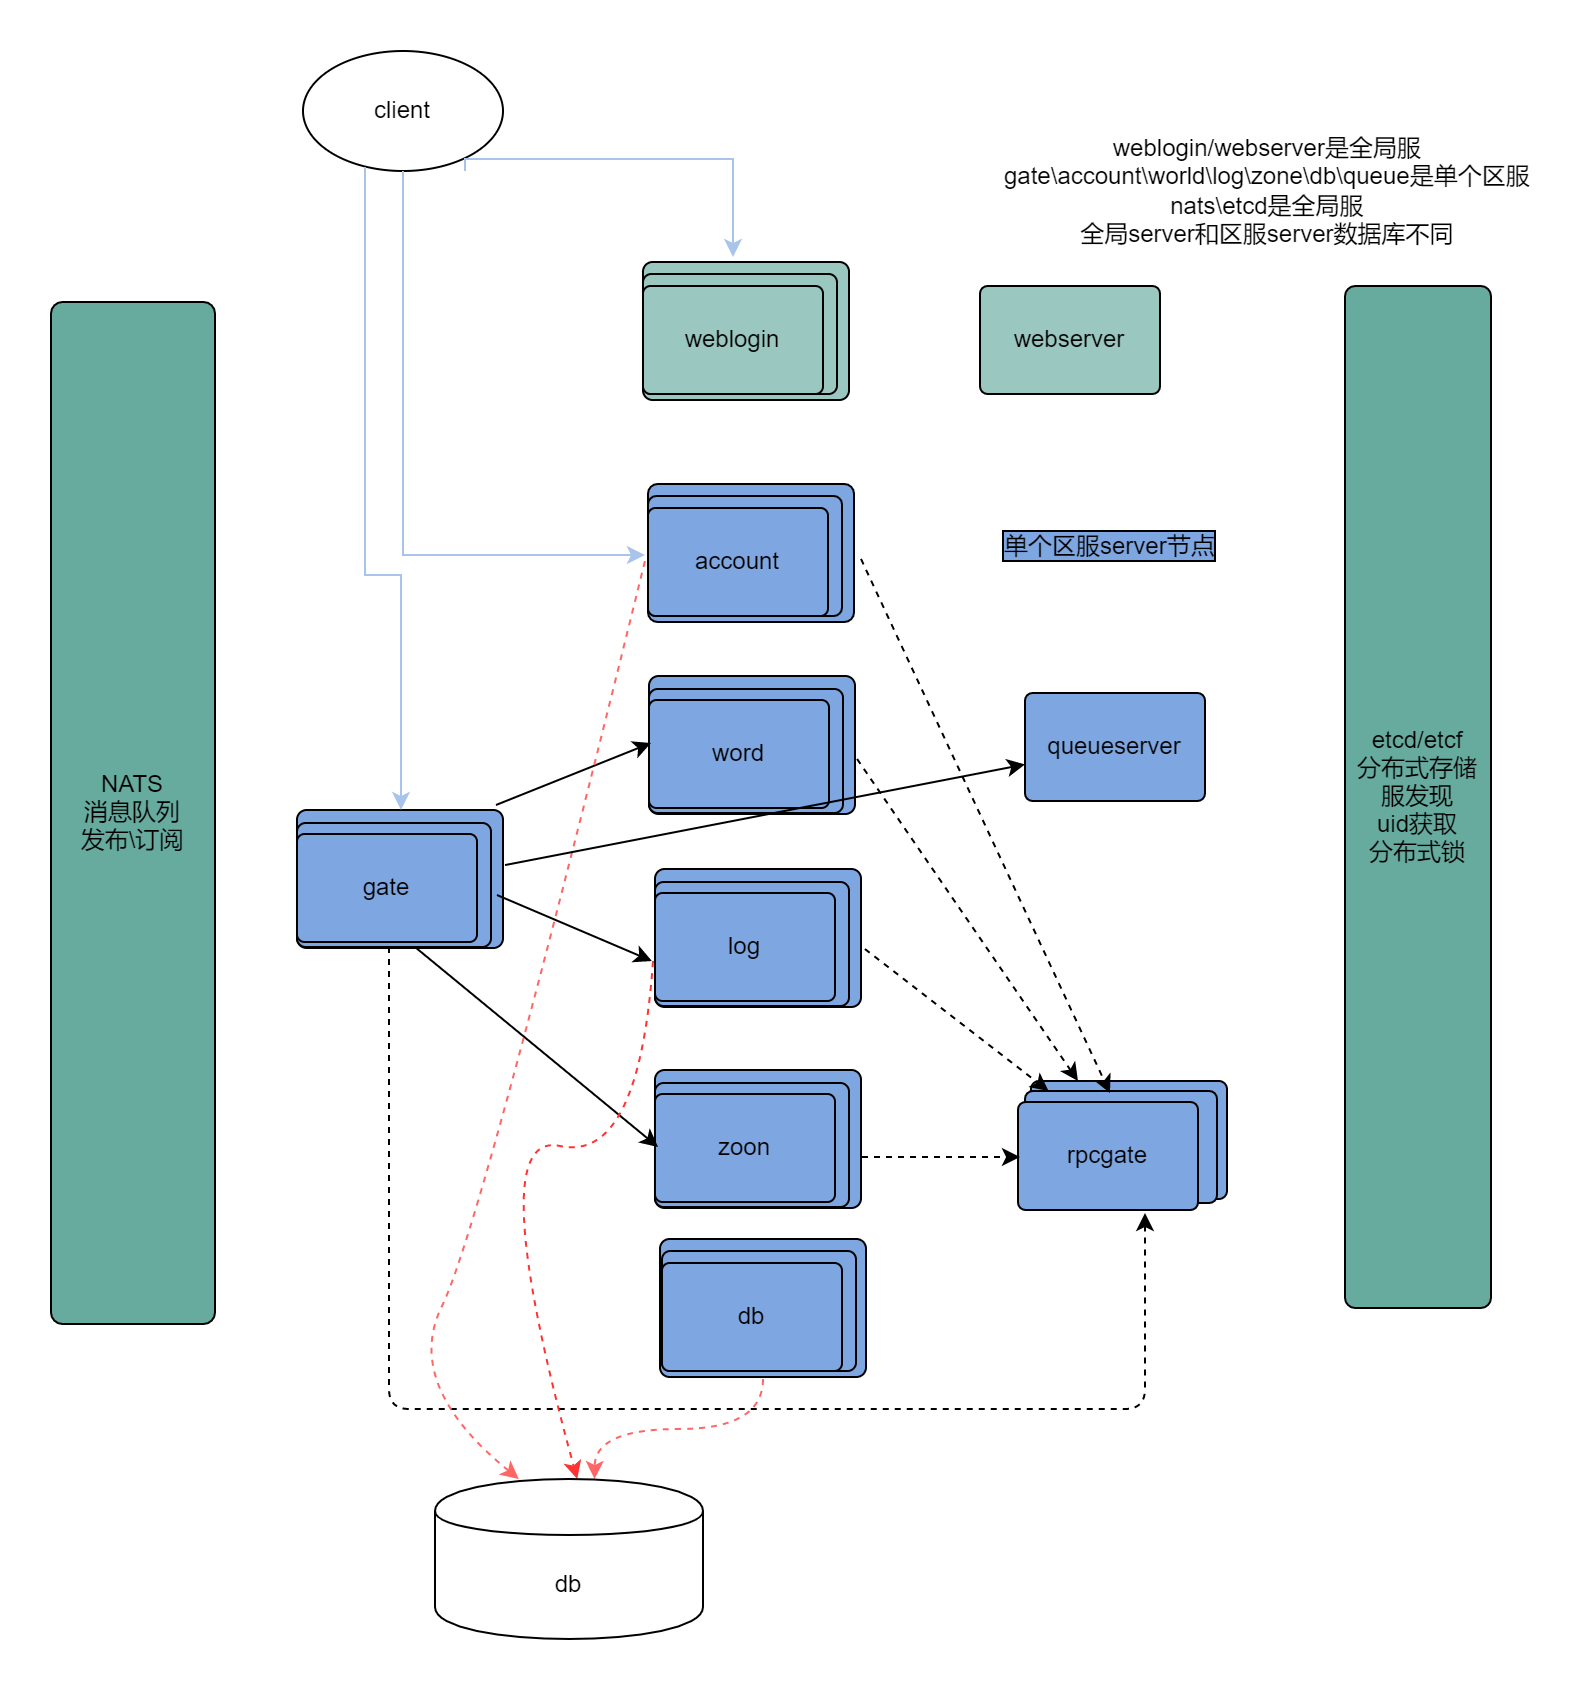 client
weblogin/webserver是全局服
gate\account\world\log\zone\db\queue是单个区服
nats\etcd是全局服
全局server和区服server数据库不同
weblogin
webserver
account
单个区服server节点
word
queueserver
NATS
消息队列
发布\订阅
etcd/etcf
分布式存储
服发现
uid获取
分布式锁
gate
log
zoon
rpcgate
db
db